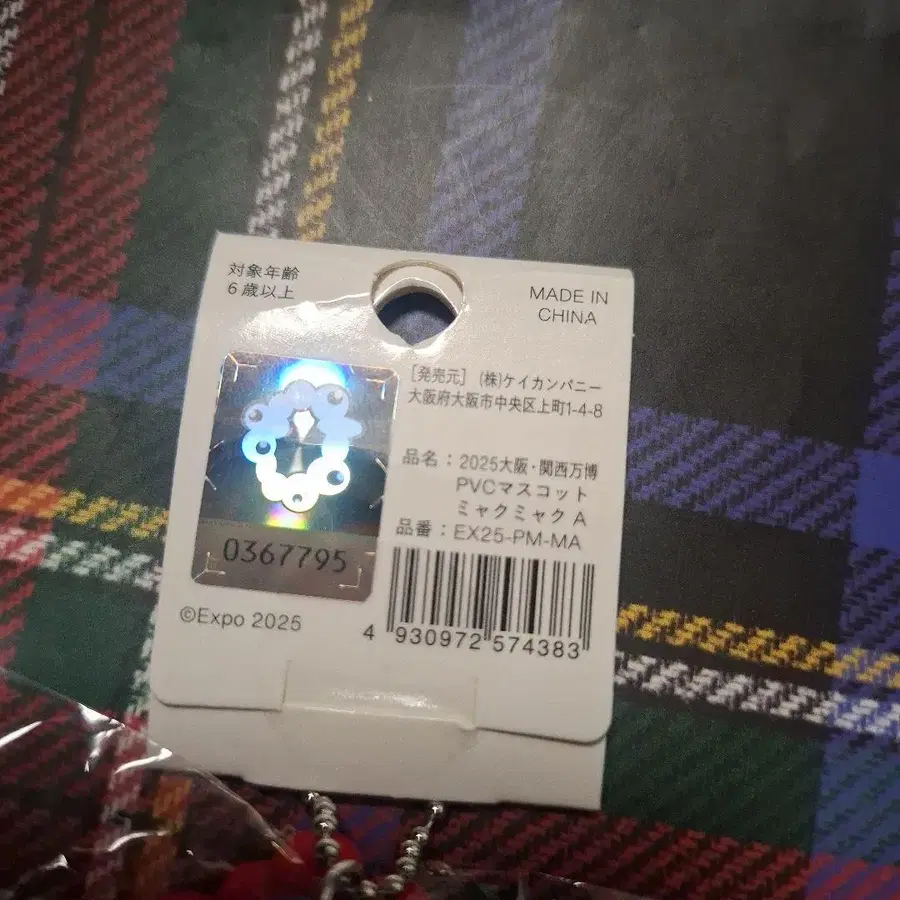 対象年齢
6歳以上
MADE IN
CHINA
［発売元］ (株)ケイカンパニー
大阪府大阪市中央区上町1-4-8
品名：2025大阪・関西万博
PVCマスコット
ミャクミャク A
品番：EX25-PM-MA
0367795
©Expo 2025
4 930972 574383